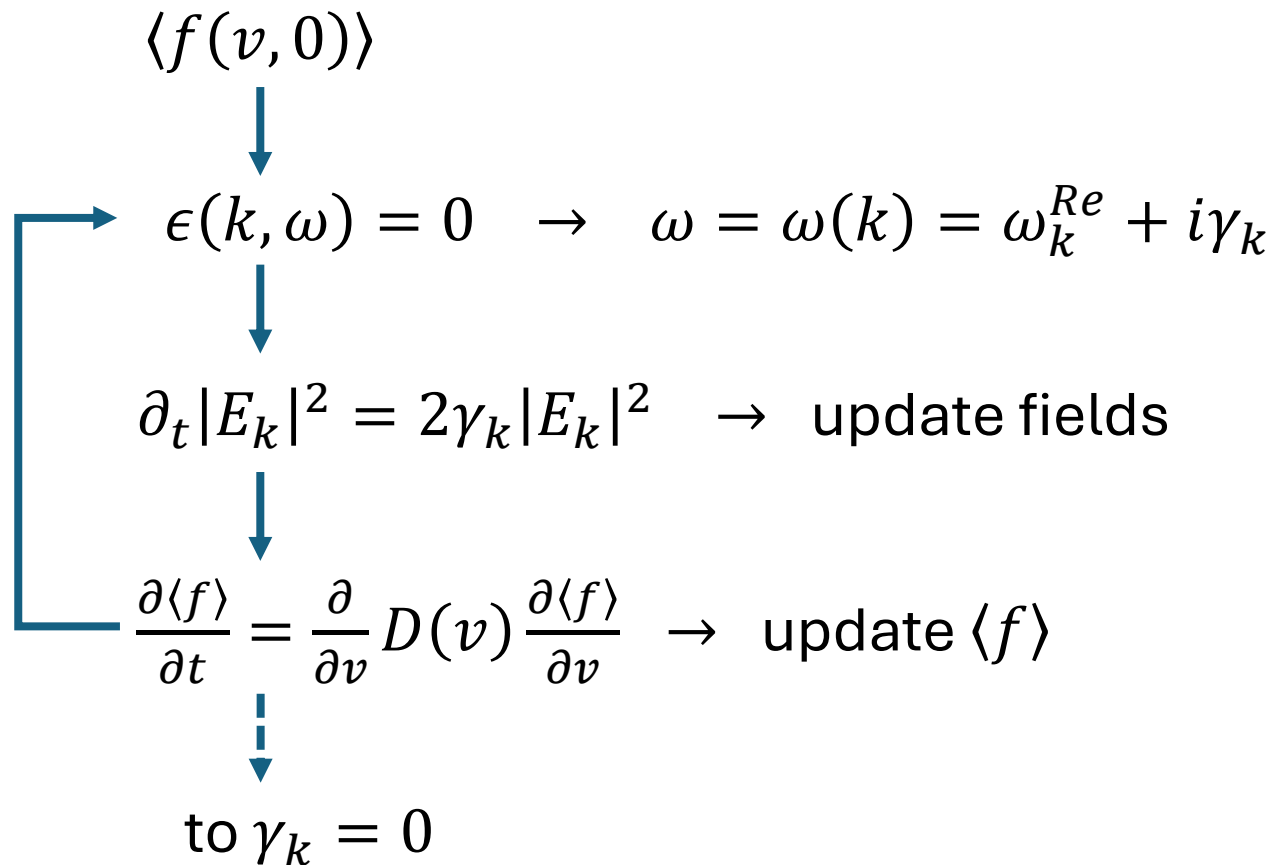 ⟨f(v, 0)⟩
ϵ(k, ω) = 0 → ω = ω(k) = ω_k^{Re} + iγ_k
∂_t|E_k|² = 2γ_k|E_k|² → update fields
∂⟨f⟩/∂t = ∂/∂v D(v) ∂⟨f⟩/∂v → update ⟨f⟩
to γ_k = 0